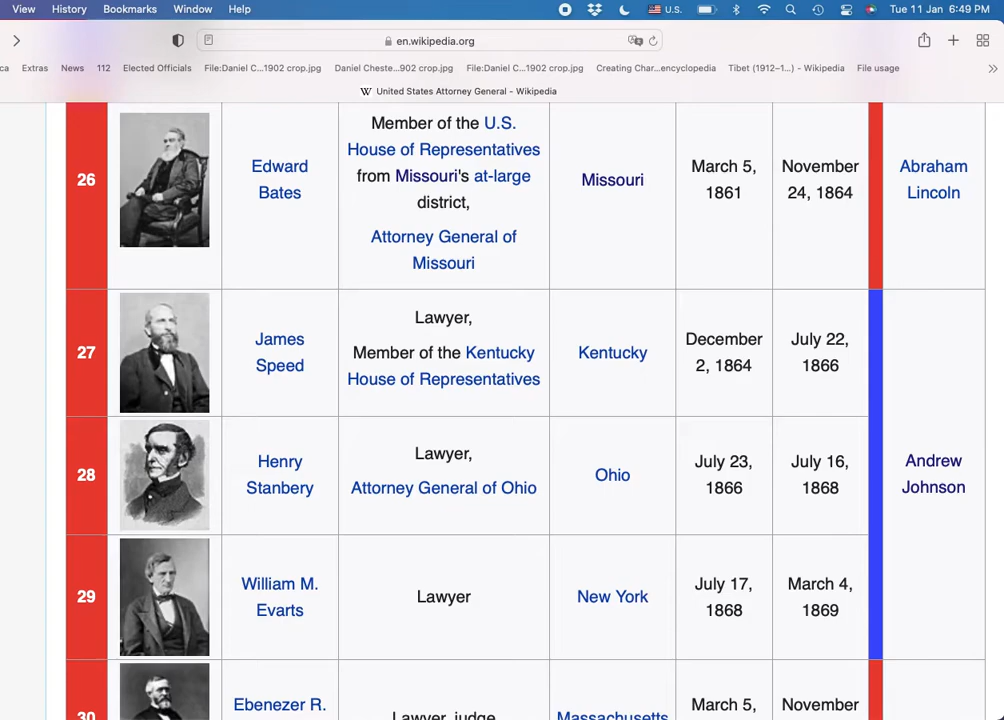 View History Bookmarks Window Help U.S. Tue 11 Jan 6:49 PM
en.wikipedia.org
ca Extras News 112 Elected Officials File:Daniel C...1902 crop.jpg Daniel Cheste...902 crop.jpg File:Daniel C...1902 crop.jpg Creating Char...encyclopedia Tibet (1912–1...) - Wikipedia File usage
W United States Attorney General - Wikipedia
26
Edward
Bates
Member of the U.S.
House of Representatives
from Missouri's at-large
district,
Attorney General of
Missouri
Missouri
March 5,
1861
November
24, 1864
Abraham
Lincoln
27
James
Speed
Lawyer,
Member of the Kentucky
House of Representatives
Kentucky
December
2, 1864
July 22,
1866
28
Henry
Stanbery
Lawyer,
Attorney General of Ohio
Ohio
July 23,
1866
July 16,
1868
Andrew
Johnson
29
William M.
Evarts
Lawyer
New York
July 17,
1868
March 4,
1869
30
Ebenezer R.
Lawyer, judge
Massachusetts
March 5,
November